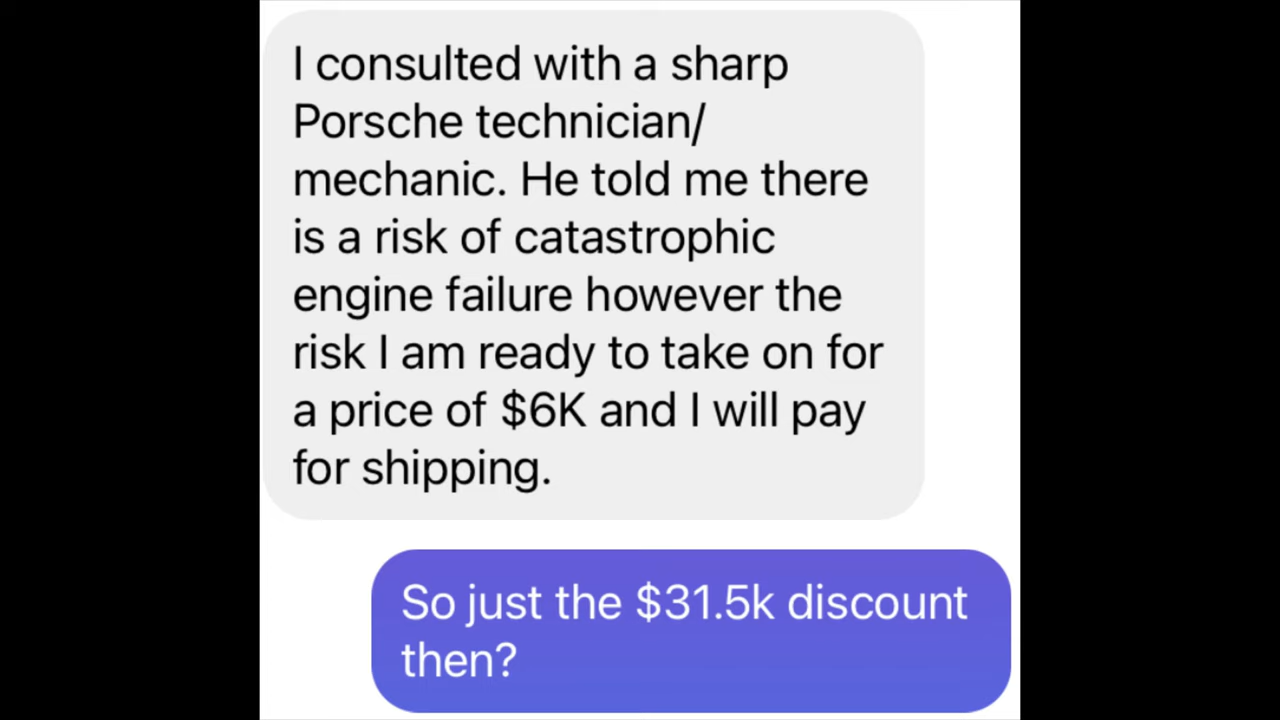 I consulted with a sharp
Porsche technician/
mechanic. He told me there
is a risk of catastrophic
engine failure however the
risk I am ready to take on for
a price of $6K and I will pay
for shipping.
So just the $31.5k discount
then?